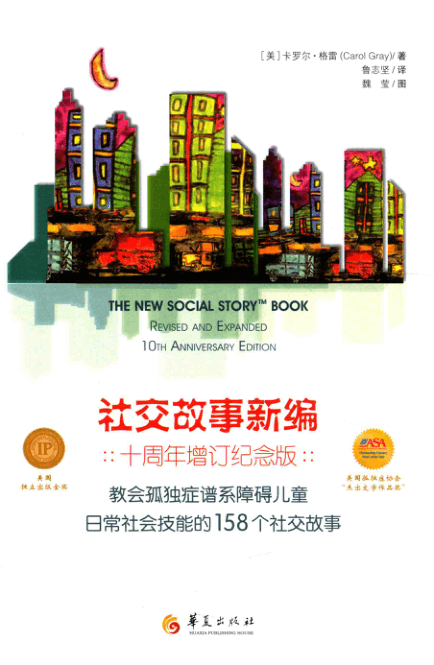 [美]卡罗尔·格雷 (Carol Gray)/著
鲁志坚/译
魏 莹/图
THE NEW SOCIAL STORY™ BOOK
REVISED AND EXPANDED
10TH ANNIVERSARY EDITION
社交故事新编
::十周年增订纪念版::
IP
美国
独立出版金奖
ASA
美国孤独症协会
“杰出文学作品奖”
教会孤独症谱系障碍儿童
日常社会技能的158个社交故事
华夏出版社
HUAXIA PUBLISHING HOUSE